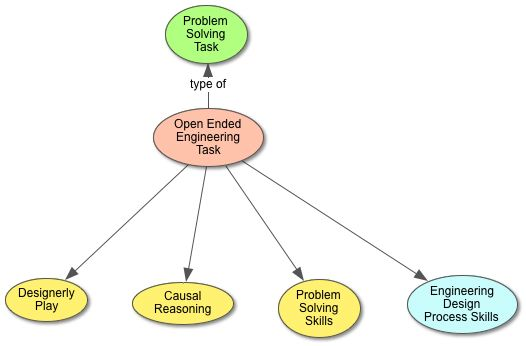 Problem
Solving
Task
type of
Open Ended
Engineering
Task
Designerly
Play
Causal
Reasoning
Problem
Solving
Skills
Engineering
Design
Process Skills